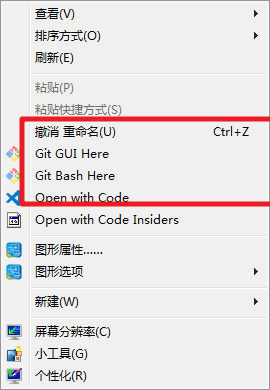 查看(V)
排序方式(O)
刷新(E)
粘贴(P)
粘贴快捷方式(S)
撤消 重命名(U) Ctrl+Z
Git GUI Here
Git Bash Here
Open with Code
Open with Code Insiders
图形属性......
图形选项
新建(W)
屏幕分辨率(C)
小工具(G)
个性化(R)